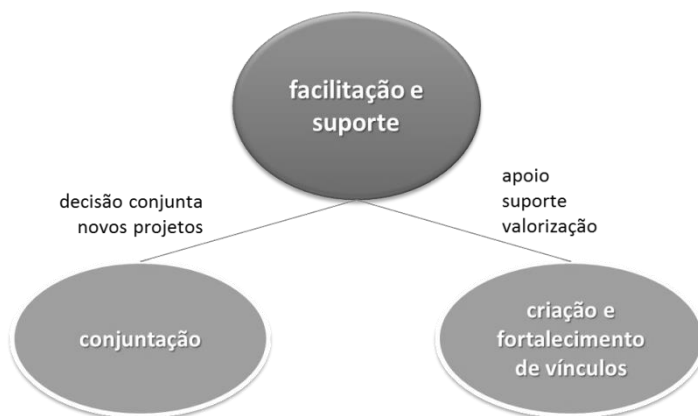 facilitação e
suporte
decisão conjunta
novos projetos
apoio
suporte
valorização
conjuntação
criação e
fortalecimento
de vínculos